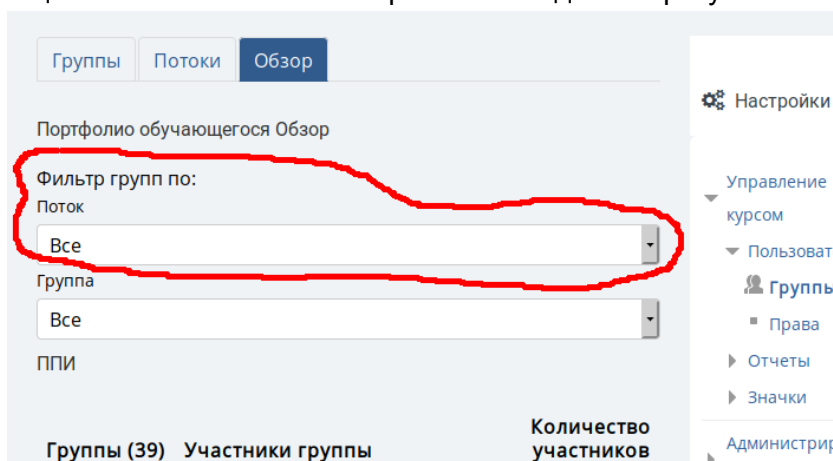 Группы Потоки Обзор
Настройки
Портфолио обучающегося Обзор
Фильтр групп по:
Поток
Все
Группа
Все
ППИ
Количество
Группы (39) Участники группы участников
Управление
курсом
Пользоват
Группы
Права
Отчеты
Значки
Администрир